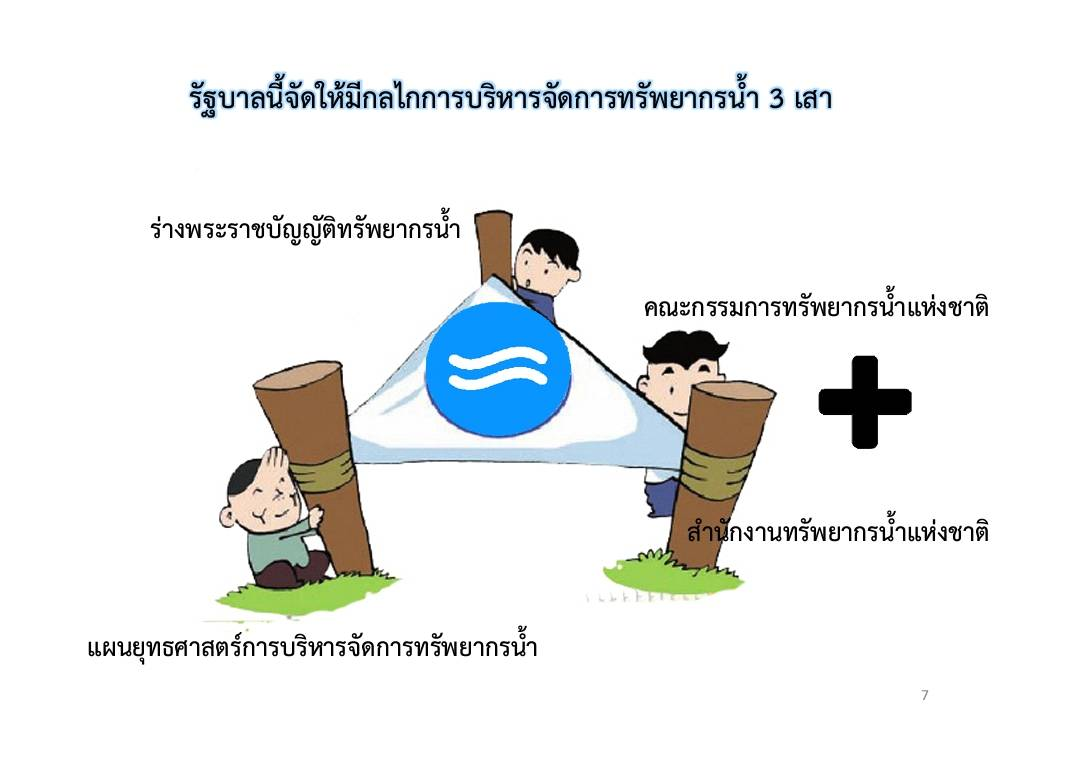 รัฐบาลนี้จัดให้มีกลไกการบริหารจัดการทรัพยากรน้ำ 3 เสา
ร่างพระราชบัญญัติทรัพยากรน้ำ
คณะกรรมการทรัพยากรน้ำแห่งชาติ
สำนักงานทรัพยากรน้ำแห่งชาติ
แผนยุทธศาสตร์การบริหารจัดการทรัพยากรน้ำ
7